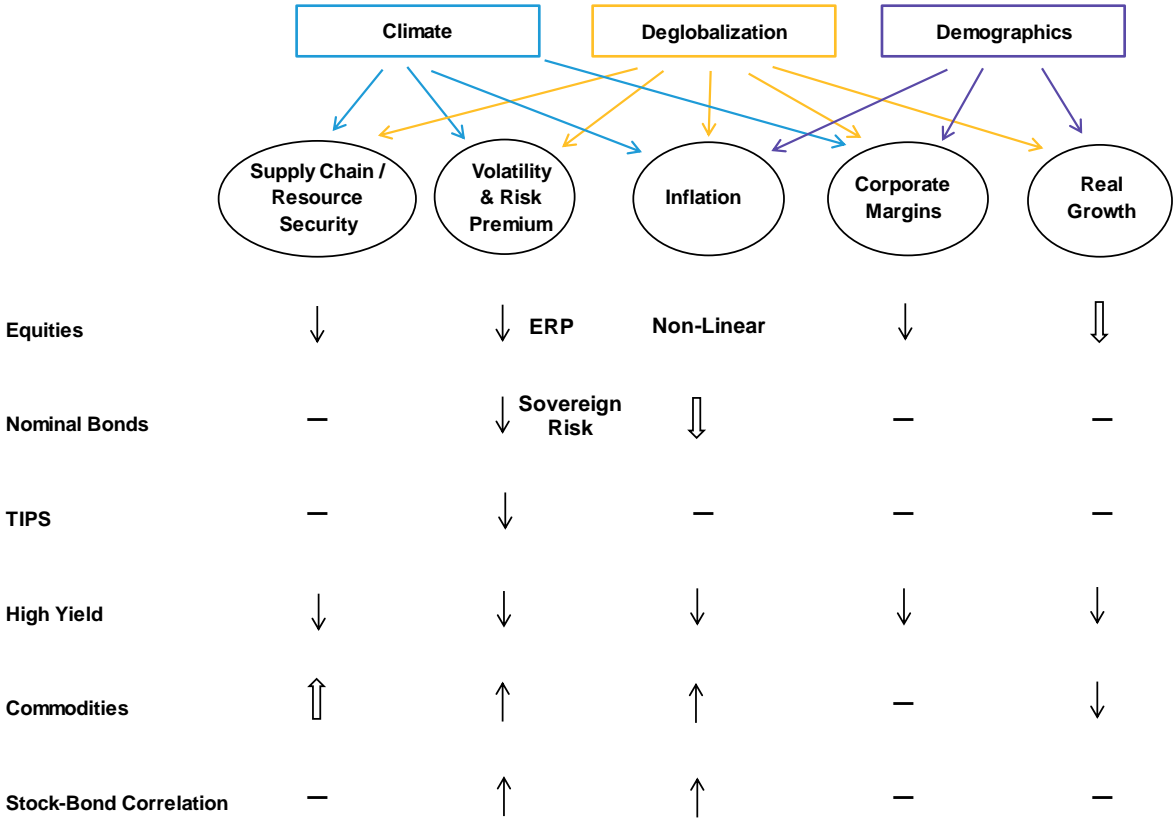 Climate
Deglobalization
Demographics
Supply Chain /
Resource
Security
Volatility
& Risk
Premium
Inflation
Corporate
Margins
Real
Growth
Equities
ERP
Non-Linear
Nominal Bonds
Sovereign
Risk
TIPS
High Yield
Commodities
Stock-Bond Correlation